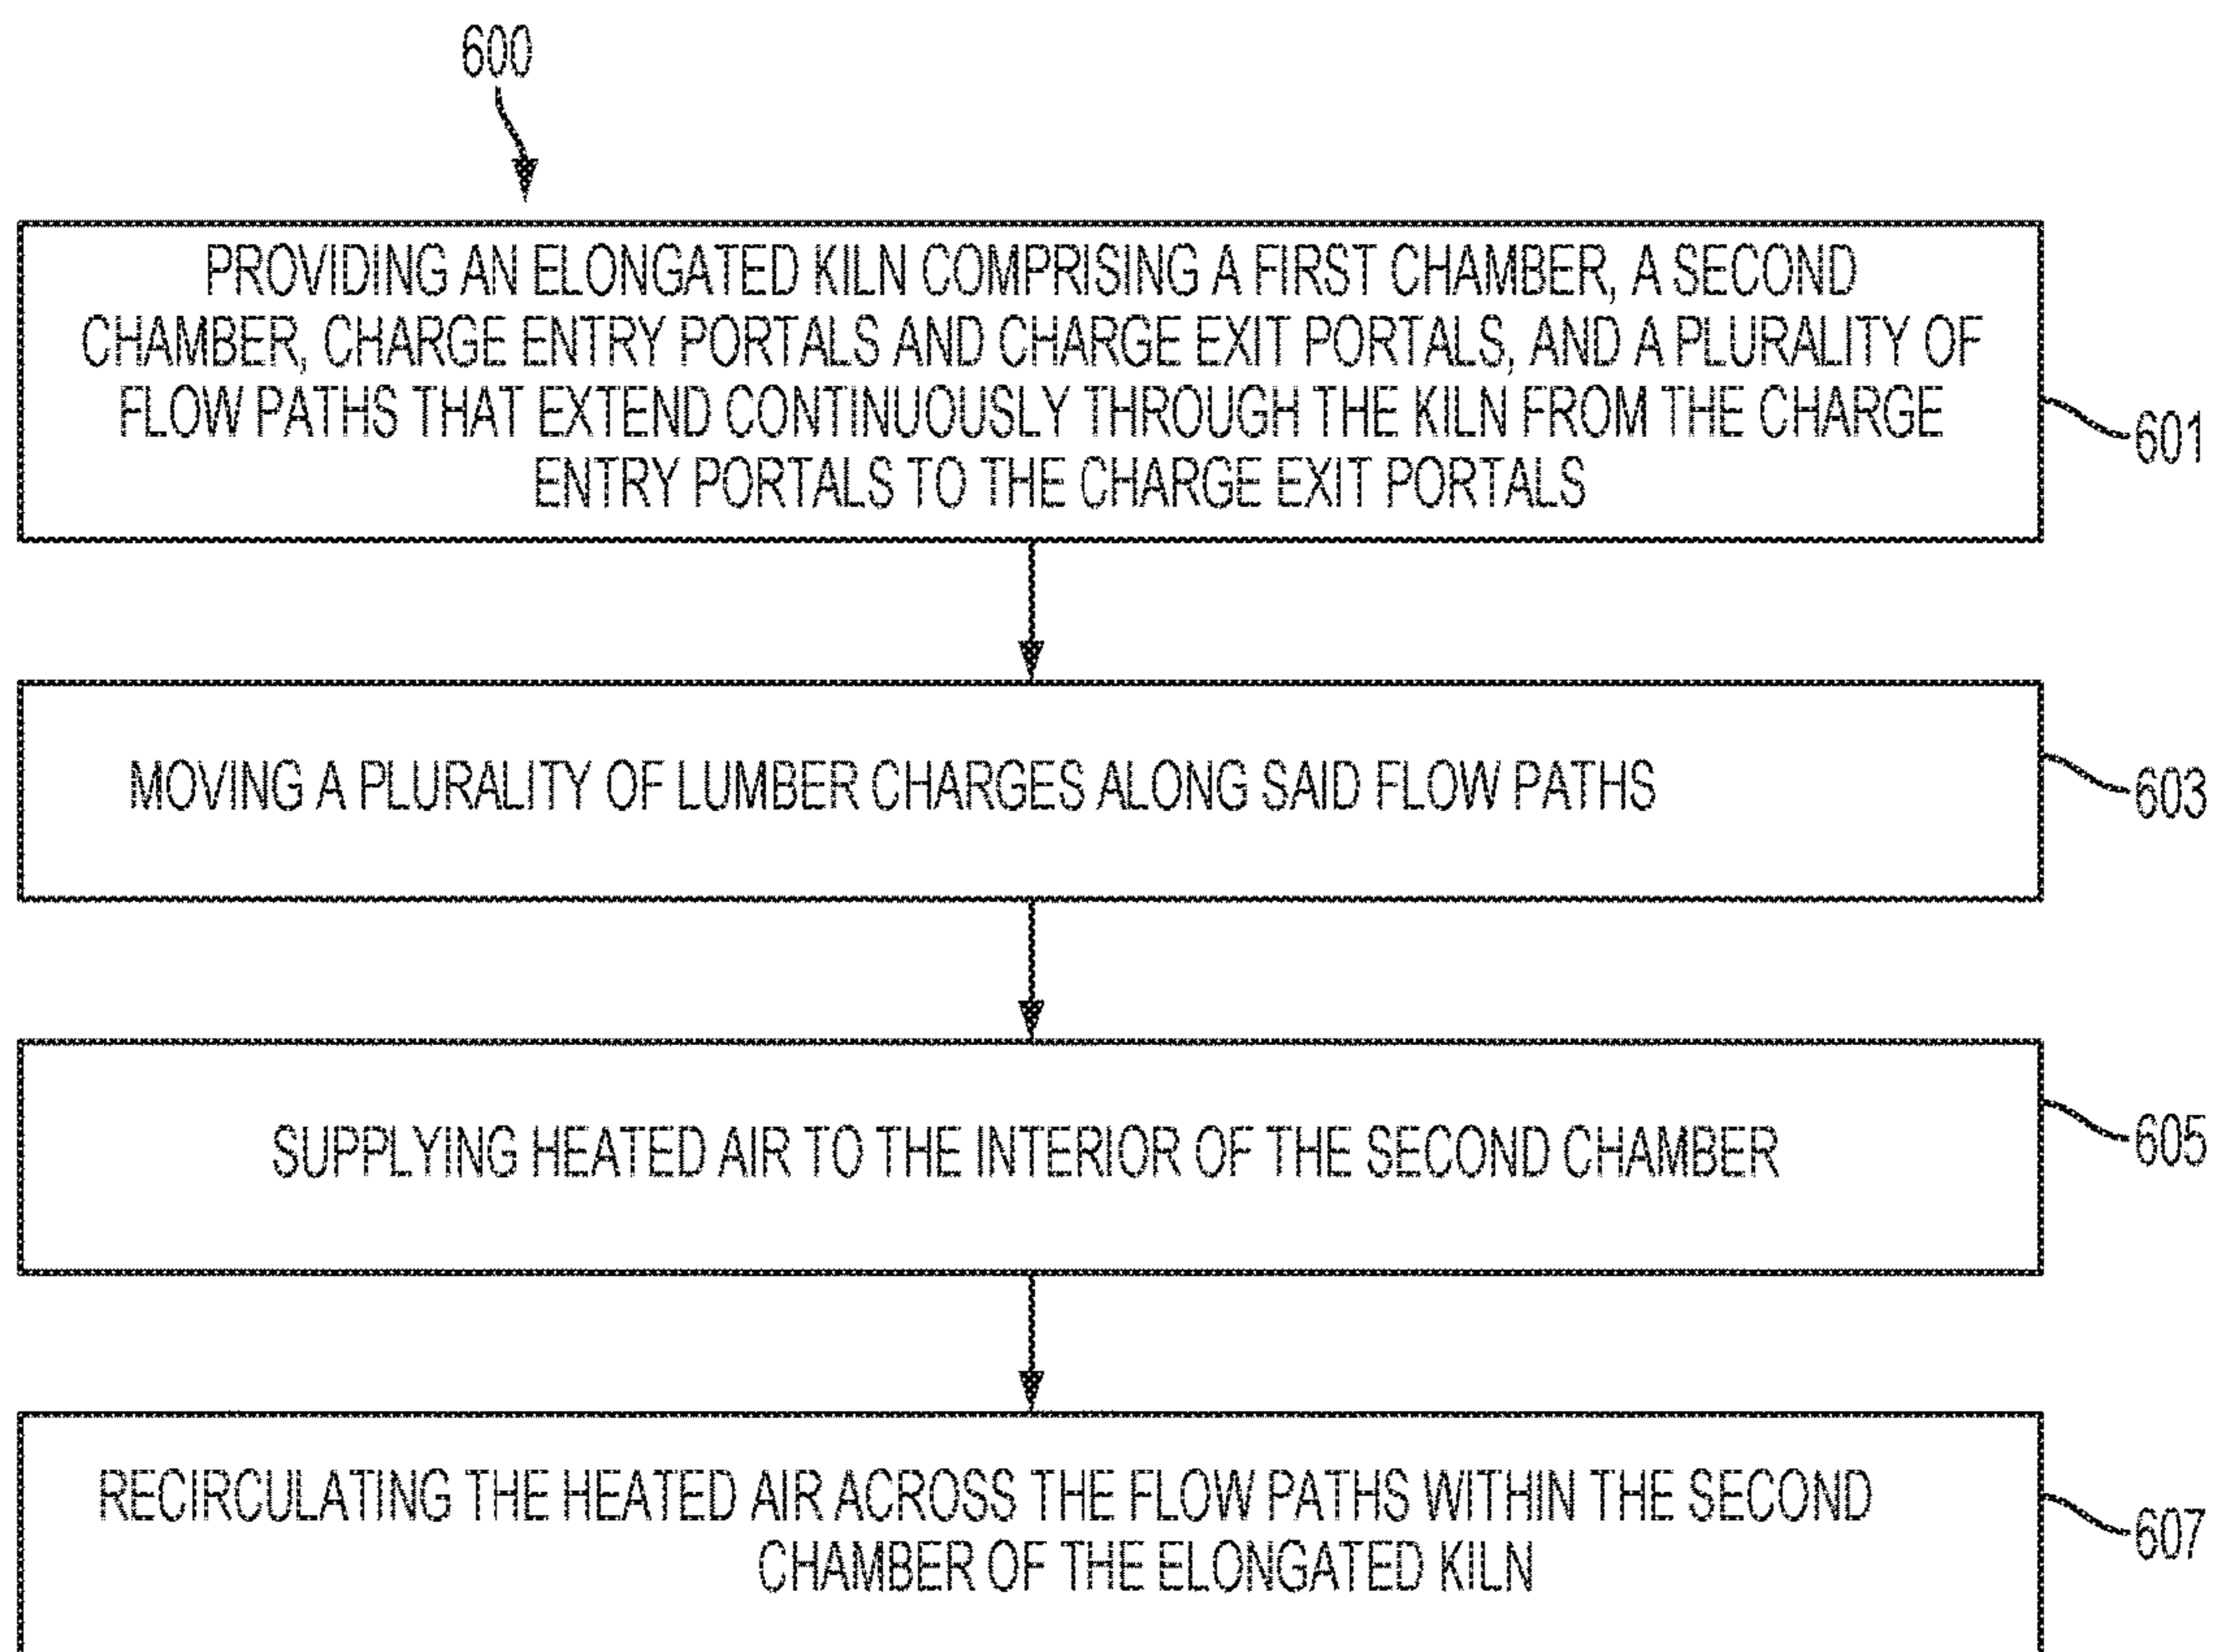 600
PROVIDING AN ELONGATED KILN COMPRISING A FIRST CHAMBER, A SECOND
CHAMBER, CHARGE ENTRY PORTALS AND CHARGE EXIT PORTALS, AND A PLURALITY OF
FLOW PATHS THAT EXTEND CONTINUOUSLY THROUGH THE KILN FROM THE CHARGE
ENTRY PORTALS TO THE CHARGE EXIT PORTALS
601
MOVING A PLURALITY OF LUMBER CHARGES ALONG SAID FLOW PATHS
603
SUPPLYING HEATED AIR TO THE INTERIOR OF THE SECOND CHAMBER
605
RECIRCULATING THE HEATED AIR ACROSS THE FLOW PATHS WITHIN THE SECOND
CHAMBER OF THE ELONGATED KILN
607